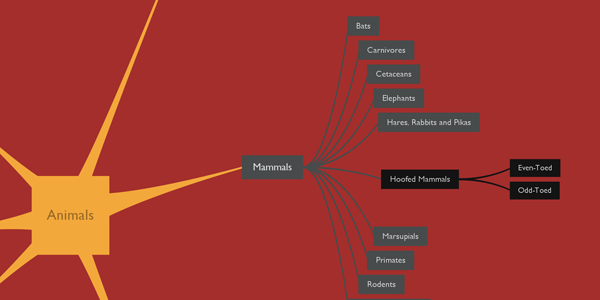 Bats
Carnivores
Cetaceans
Elephants
Hares, Rabbits and Pikas
Mammals
Hoofed Mammals
Even-Toed
Odd-Toed
Animals
Marsupials
Primates
Rodents